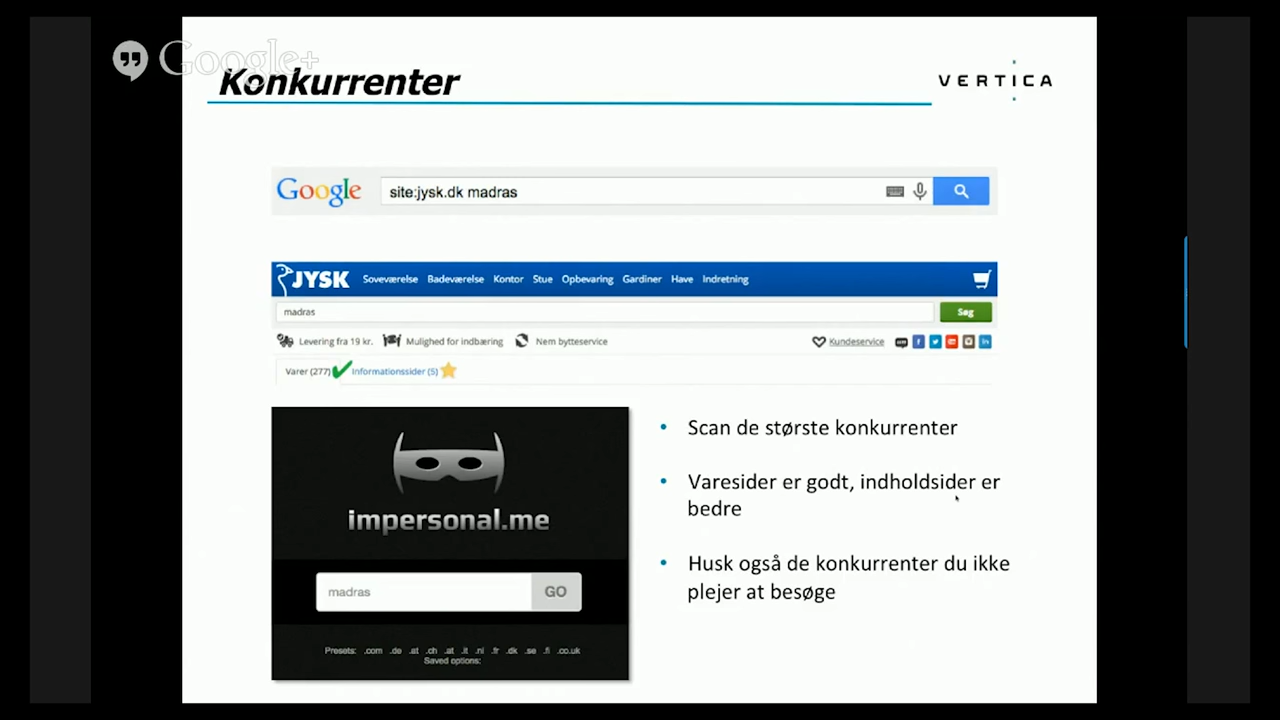 Google+
Konkurrenter
VERTICA
Google site:jysk.dk madras
JYSK Soveværelse Badeværelse Kontor Stue Opbevaring Gardiner Have Indretning
madras Søg
Levering fra 19 kr. Mulighed for indbæring Nem bytteservice Kundeservice
Varer (277) Informationssider (5)
impersonal.me
madras GO
Presets: .com .de .at .ch .at .it .nl .fr .dk .se .fi .co.uk
Saved options:
• Scan de største konkurrenter
• Varesider er godt, indholdsider er
bedre
• Husk også de konkurrenter du ikke
plejer at besøge